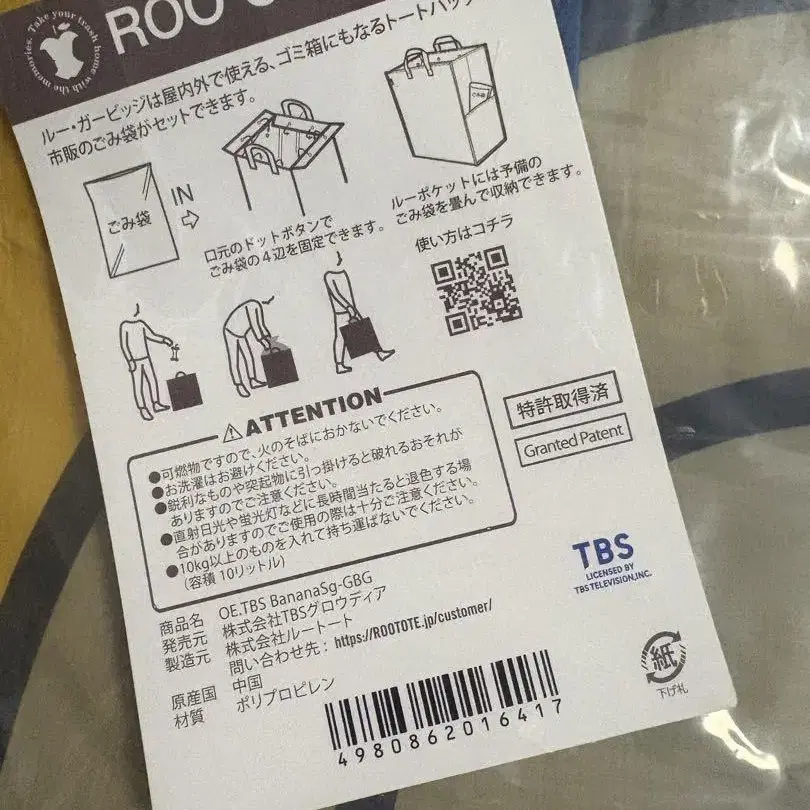 Take your trash home with the memories.
ROO
ルー・ガービッジは屋内外で使える、ゴミ箱にもなるトートバッグ
市販のごみ袋がセットできます。
ごみ袋
IN
口元のドットボタンで
ごみ袋の4辺を固定できます。
ごみ袋
ルーポケットには予備の
ごみ袋を畳んで収納できます。
使い方はコチラ
ATTENTION
●可燃物ですので、火のそばにおかないでください。
●お洗濯はお避けください。
●鋭利なものや突起物に引っ掛けると破れるおそれが
ありますのでご注意ください。
●直射日光や蛍光灯などに長時間当たると退色する場
合がありますのでご使用の際は十分ご注意ください。
●10kg以上のものを入れて持ち運ばないでください。
(容積 10リットル)
特許取得済
Granted Patent
TBS
LICENSED BY
TBS TELEVISION,INC.
商品名 OE.TBS BananaSg-GBG
発売元 株式会社TBSグロウディア
製造元 株式会社ルートート
問い合わせ先：https://ROOTOTE.jp/customer/
原産国 中国
材質 ポリプロピレン
4980862016417
紙
下げ札